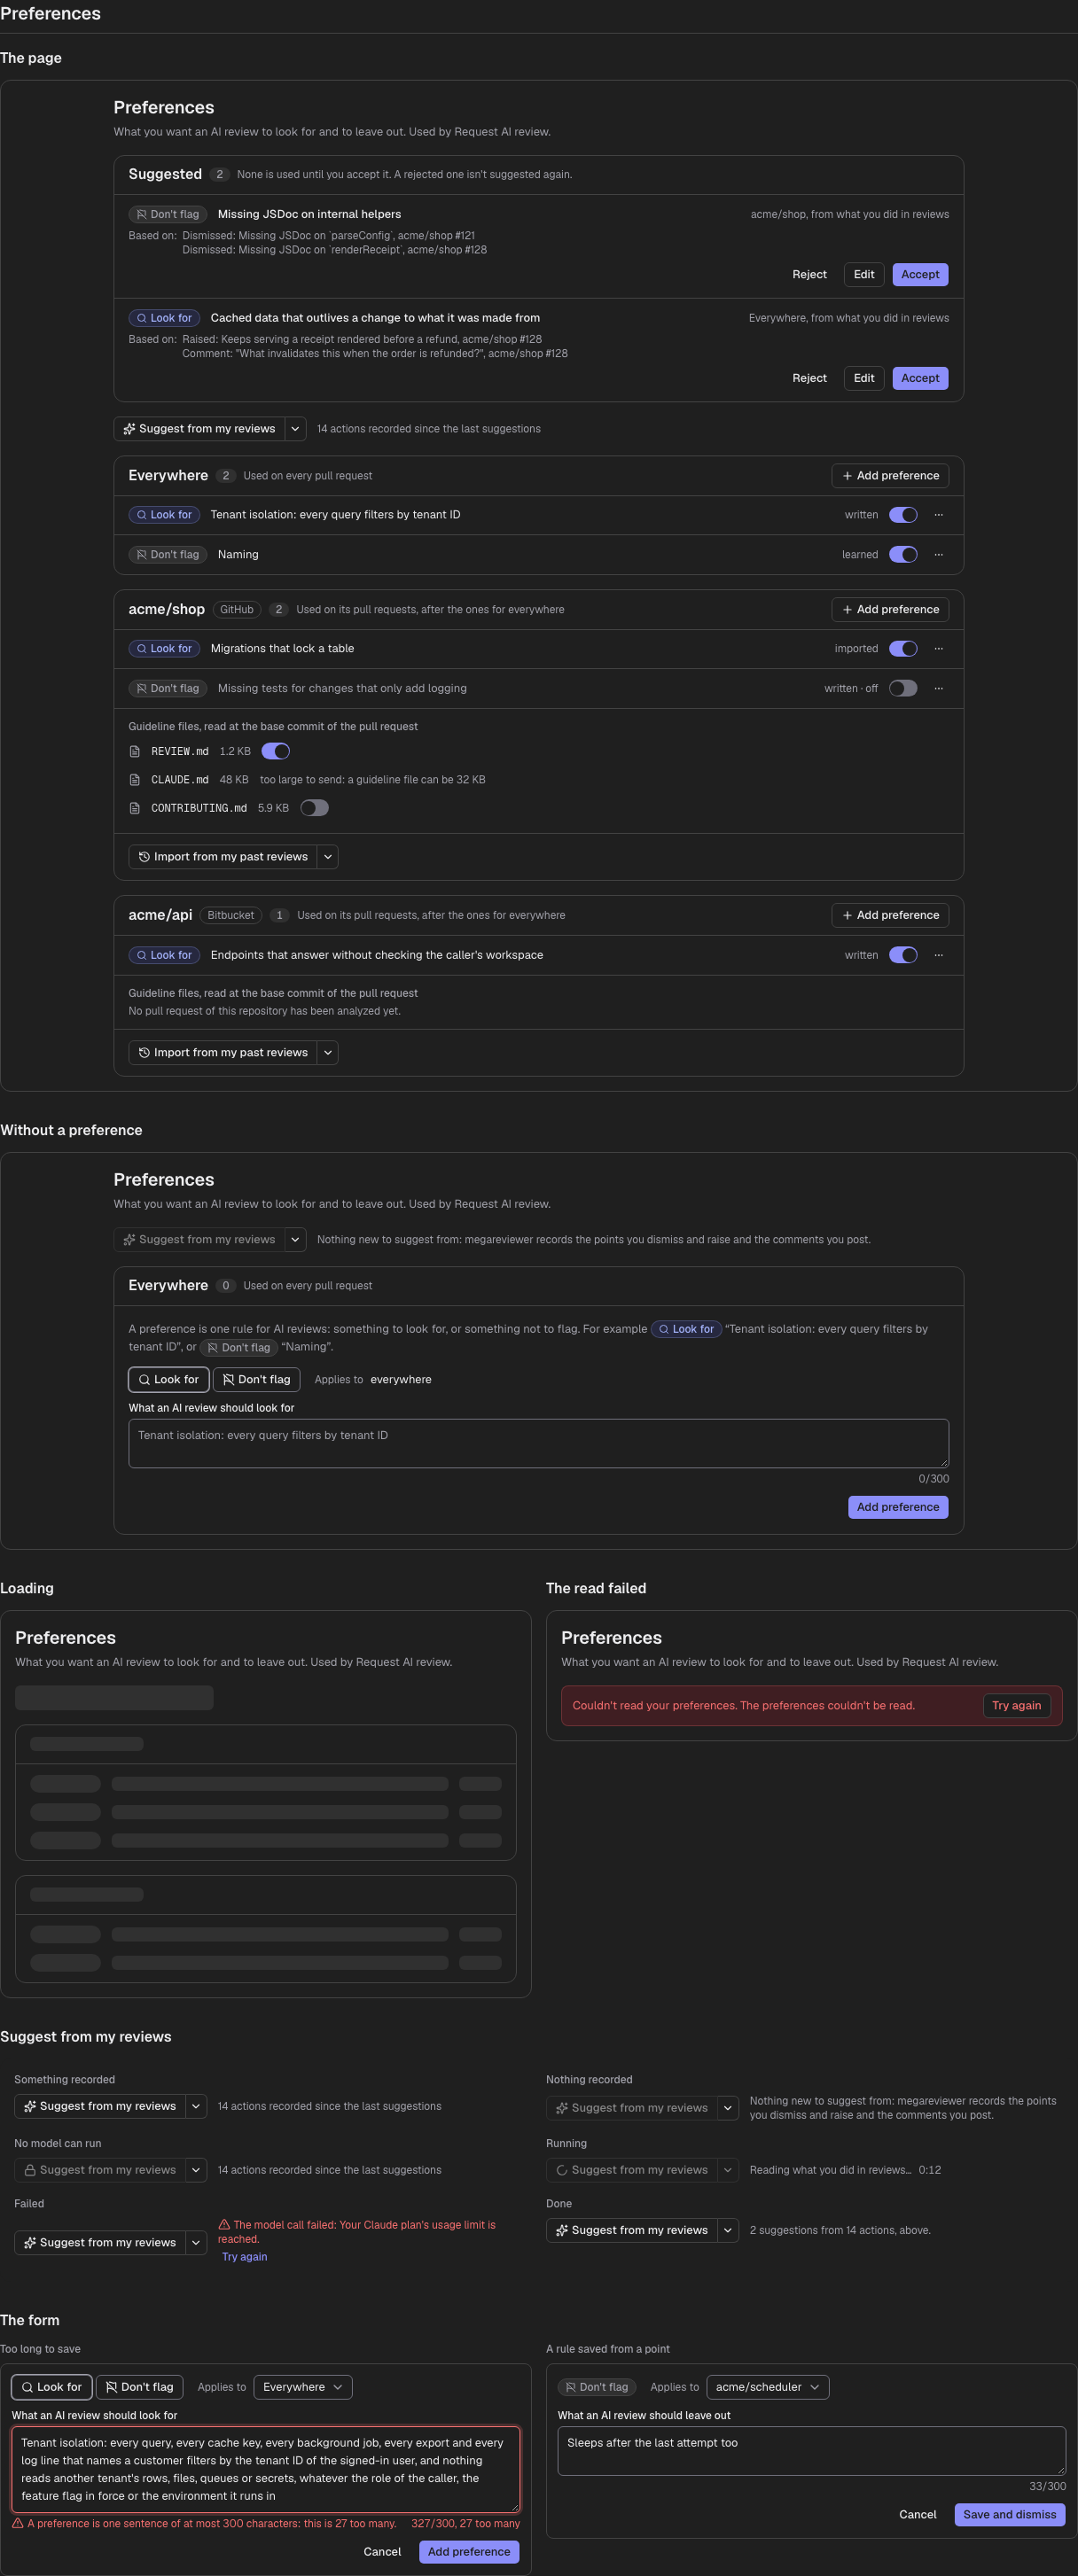 Preferences
The page
Preferences
What you want an AI review to look for and to leave out. Used by Request AI review.
Suggested 2 None is used until you accept it. A rejected one isn't suggested again.
Don't flag Missing JSDoc on internal helpers acme/shop, from what you did in reviews
Based on: Dismissed: Missing JSDoc on `parseConfig`, acme/shop #121
Dismissed: Missing JSDoc on `renderReceipt`, acme/shop #128
Reject Edit Accept
Look for Cached data that outlives a change to what it was made from Everywhere, from what you did in reviews
Based on: Raised: Keeps serving a receipt rendered before a refund, acme/shop #128
Comment: "What invalidates this when the order is refunded?", acme/shop #128
Reject Edit Accept
Suggest from my reviews 14 actions recorded since the last suggestions
Everywhere 2 Used on every pull request + Add preference
Look for Tenant isolation: every query filters by tenant ID written ...
Don't flag Naming learned ...
acme/shop GitHub 2 Used on its pull requests, after the ones for everywhere + Add preference
Look for Migrations that lock a table imported ...
Don't flag Missing tests for changes that only add logging written · off ...
Guideline files, read at the base commit of the pull request
REVIEW.md 1.2 KB
CLAUDE.md 48 KB too large to send: a guideline file can be 32 KB
CONTRIBUTING.md 5.9 KB
Import from my past reviews
acme/api Bitbucket 1 Used on its pull requests, after the ones for everywhere + Add preference
Look for Endpoints that answer without checking the caller's workspace written ...
Guideline files, read at the base commit of the pull request
No pull request of this repository has been analyzed yet.
Import from my past reviews
Without a preference
Preferences
What you want an AI review to look for and to leave out. Used by Request AI review.
Suggest from my reviews Nothing new to suggest from: megareviewer records the points you dismiss and raise and the comments you post.
Everywhere 0 Used on every pull request
A preference is one rule for AI reviews: something to look for, or something not to flag. For example Look for “Tenant isolation: every query filters by
tenant ID”, or Don't flag “Naming”.
Look for Don't flag Applies to everywhere
What an AI review should look for
Tenant isolation: every query filters by tenant ID
0/300
Add preference
Loading
Preferences
What you want an AI review to look for and to leave out. Used by Request AI review.
The read failed
Preferences
What you want an AI review to look for and to leave out. Used by Request AI review.
Couldn't read your preferences. The preferences couldn't be read. Try again
Suggest from my reviews
Something recorded
Suggest from my reviews 14 actions recorded since the last suggestions
Nothing recorded
Suggest from my reviews Nothing new to suggest from: megareviewer records the points
you dismiss and raise and the comments you post.
No model can run
Suggest from my reviews 14 actions recorded since the last suggestions
Running
Suggest from my reviews Reading what you did in reviews... 0:12
Failed
Suggest from my reviews The model call failed: Your Claude plan's usage limit is
reached.
Try again
Done
Suggest from my reviews 2 suggestions from 14 actions, above.
The form
Too long to save
Look for Don't flag Applies to Everywhere
What an AI review should look for
Tenant isolation: every query, every cache key, every background job, every export and every
log line that names a customer filters by the tenant ID of the signed-in user, and nothing
reads another tenant's rows, files, queues or secrets, whatever the role of the caller, the
feature flag in force or the environment it runs in
A preference is one sentence of at most 300 characters: this is 27 too many. 327/300, 27 too many
Cancel Add preference
A rule saved from a point
Don't flag Applies to acme/scheduler
What an AI review should leave out
Sleeps after the last attempt too
33/300
Cancel Save and dismiss